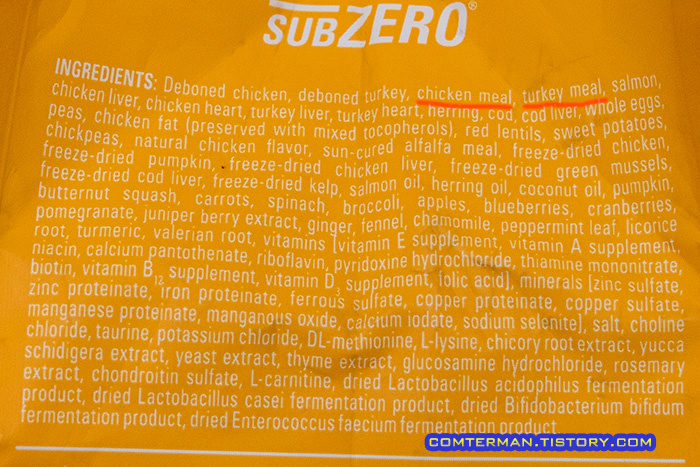 SUBZERO®
INGREDIENTS: Deboned chicken, deboned turkey, chicken meal, turkey meal, salmon,
chicken liver, chicken heart, turkey liver, turkey heart, herring, cod, cod liver, whole eggs,
peas, chicken fat (preserved with mixed tocopherols), red lentils, sweet potatoes,
chickpeas, natural chicken flavor, sun-cured alfalfa meal, freeze-dried chicken,
freeze-dried pumpkin, freeze-dried chicken liver, freeze-dried green mussels,
freeze-dried cod liver, freeze-dried kelp, salmon oil, herring oil, coconut oil, pumpkin,
butternut squash, carrots, spinach, broccoli, apples, blueberries, cranberries,
pomegranate, juniper berry extract, ginger, fennel, chamomile, peppermint leaf, licorice
root, turmeric, valerian root, vitamins [vitamin E supplement, vitamin A supplement,
niacin, calcium pantothenate, riboflavin, pyridoxine hydrochloride, thiamine mononitrate,
biotin, vitamin B12 supplement, vitamin D3 supplement, folic acid], minerals [zinc sulfate,
zinc proteinate, iron proteinate, ferrous sulfate, copper proteinate, copper sulfate,
manganese proteinate, manganous oxide, calcium iodate, sodium selenite], salt, choline
chloride, taurine, potassium chloride, DL-methionine, L-lysine, chicory root extract, yucca
schidigera extract, yeast extract, thyme extract, glucosamine hydrochloride, rosemary
extract, chondroitin sulfate, L-carnitine, dried Lactobacillus acidophilus fermentation
product, dried Lactobacillus casei fermentation product, dried Bifidobacterium bifidum
fermentation product, dried Enterococcus faecium fermentation product
COMTERMAN.TISTORY.COM